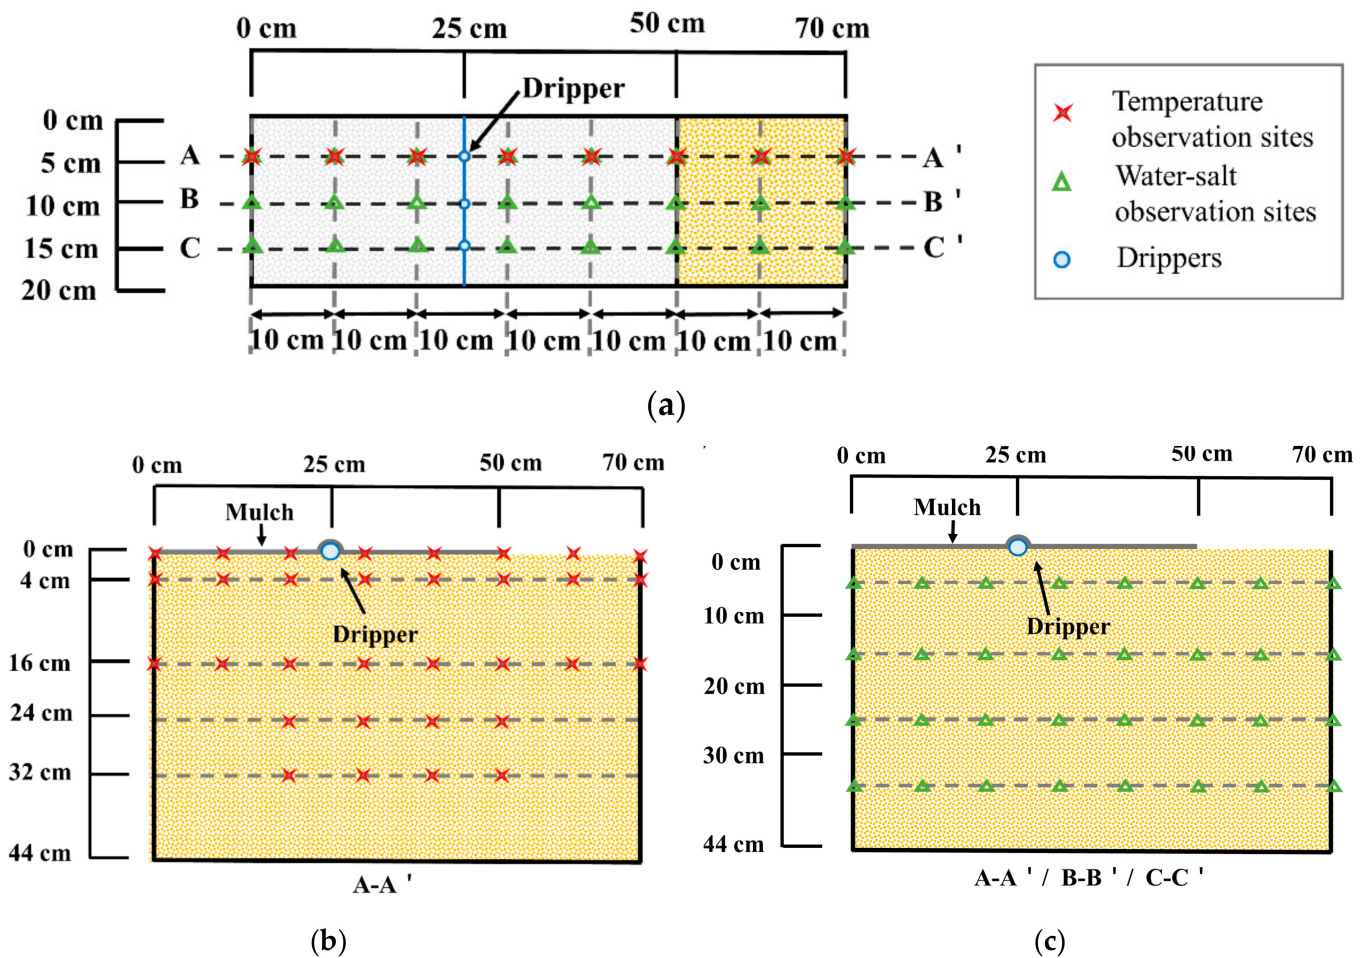 0 cm 25 cm 50 cm 70 cm
Dripper
0 cm
5 cm
10 cm
15 cm
20 cm
A A '
B B '
C C '
10 cm 10 cm 10 cm 10 cm 10 cm 10 cm 10 cm
Temperature
observation sites
Water-salt
observation sites
Drippers
(a)
0 cm 25 cm 50 cm 70 cm
Mulch
0 cm
4 cm
Dripper
16 cm
24 cm
32 cm
44 cm
A-A '
(b)
0 cm 25 cm 50 cm 70 cm
Mulch
0 cm
10 cm
Dripper
20 cm
30 cm
44 cm
A-A ' / B-B ' / C-C '
(c)